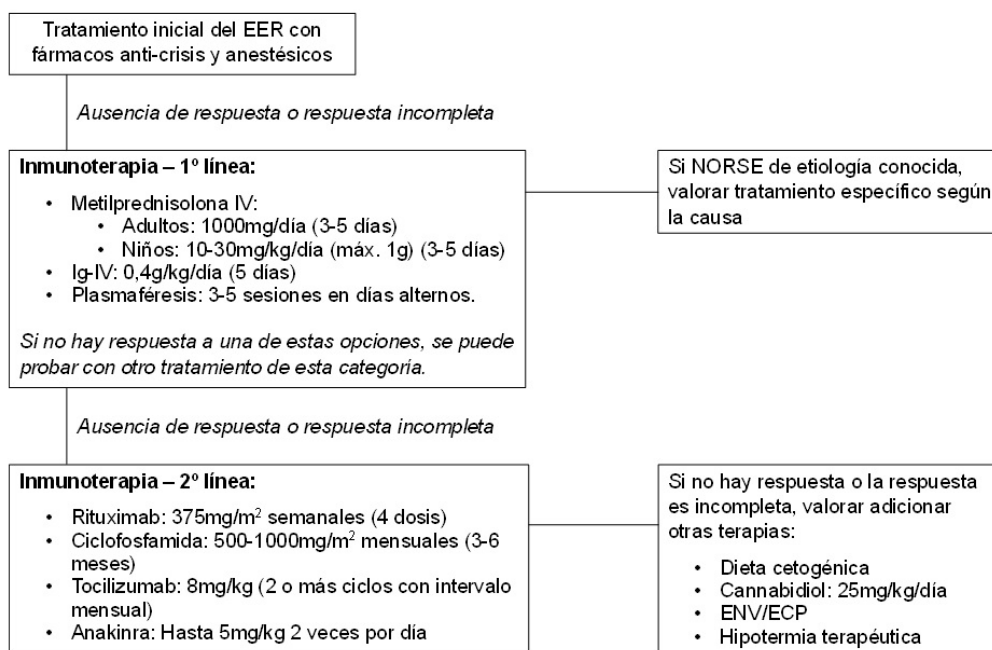 Tratamiento inicial del EER con
fármacos anti-crisis y anestésicos
Ausencia de respuesta o respuesta incompleta
Inmunoterapia – 1º línea:
• Metilprednisolona IV:
• Adultos: 1000mg/día (3-5 días)
• Niños: 10-30mg/kg/día (máx. 1g) (3-5 días)
• Ig-IV: 0,4g/kg/día (5 días)
• Plasmaféresis: 3-5 sesiones en días alternos.
Si no hay respuesta a una de estas opciones, se puede
probar con otro tratamiento de esta categoría.
Si NORSE de etiología conocida,
valorar tratamiento específico según
la causa
Ausencia de respuesta o respuesta incompleta
Inmunoterapia – 2º línea:
• Rituximab: 375mg/m² semanales (4 dosis)
• Ciclofosfamida: 500-1000mg/m² mensuales (3-6
meses)
• Tocilizumab: 8mg/kg (2 o más ciclos con intervalo
mensual)
• Anakinra: Hasta 5mg/kg 2 veces por día
Si no hay respuesta o la respuesta
es incompleta, valorar adicionar
otras terapias:
• Dieta cetogénica
• Cannabidiol: 25mg/kg/día
• ENV/ECP
• Hipotermia terapéutica